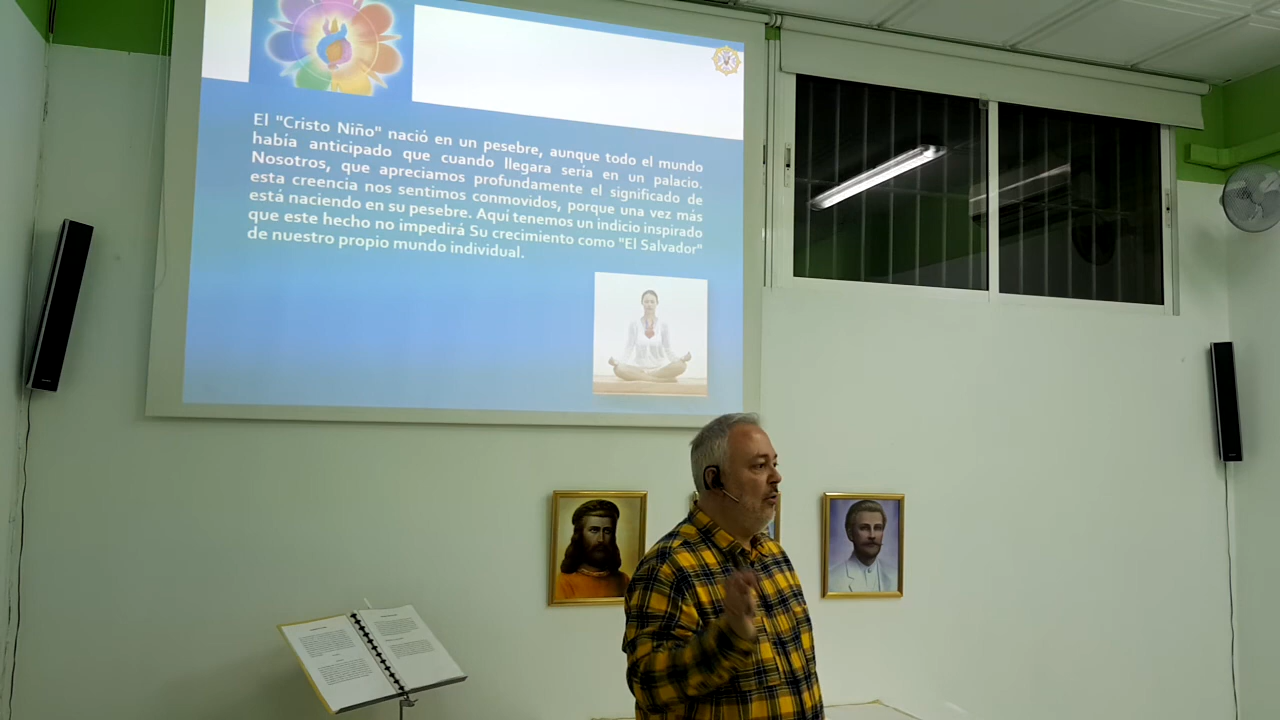 El "Cristo Niño" nació en un pesebre, aunque todo el mundo
había anticipado que cuando llegara sería en un palacio.
Nosotros, que apreciamos profundamente el significado de
esta creencia nos sentimos conmovidos, porque una vez más
está naciendo en su pesebre. Aquí tenemos un indicio inspirado
que este hecho no impedirá Su crecimiento como "El Salvador"
de nuestro propio mundo individual.